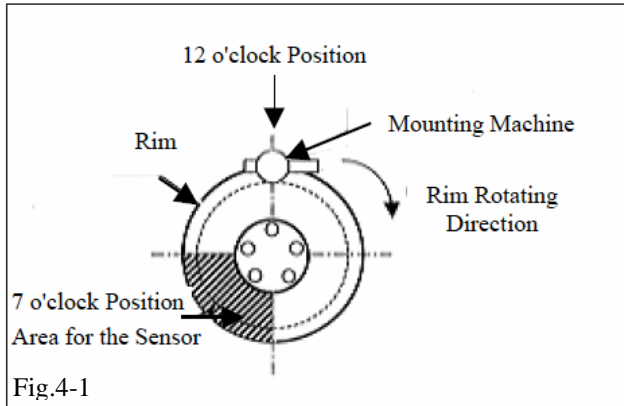 12 o'clock Position
Mounting Machine
Rim
Rim Rotating
Direction
7 o'clock Position
Area for the Sensor
Fig.4-1